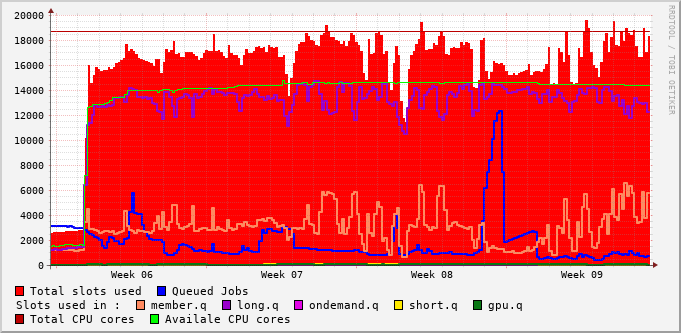 20000
18000
16000
14000
12000
10000
8000
6000
4000
2000
0
Week 06 Week 07 Week 08 Week 09
RRDTOOL / TOBI OETIKER
Total slots used Queued Jobs
Slots used in : member.q long.q ondemand.q short.q gpu.q
Total CPU cores Availale CPU cores